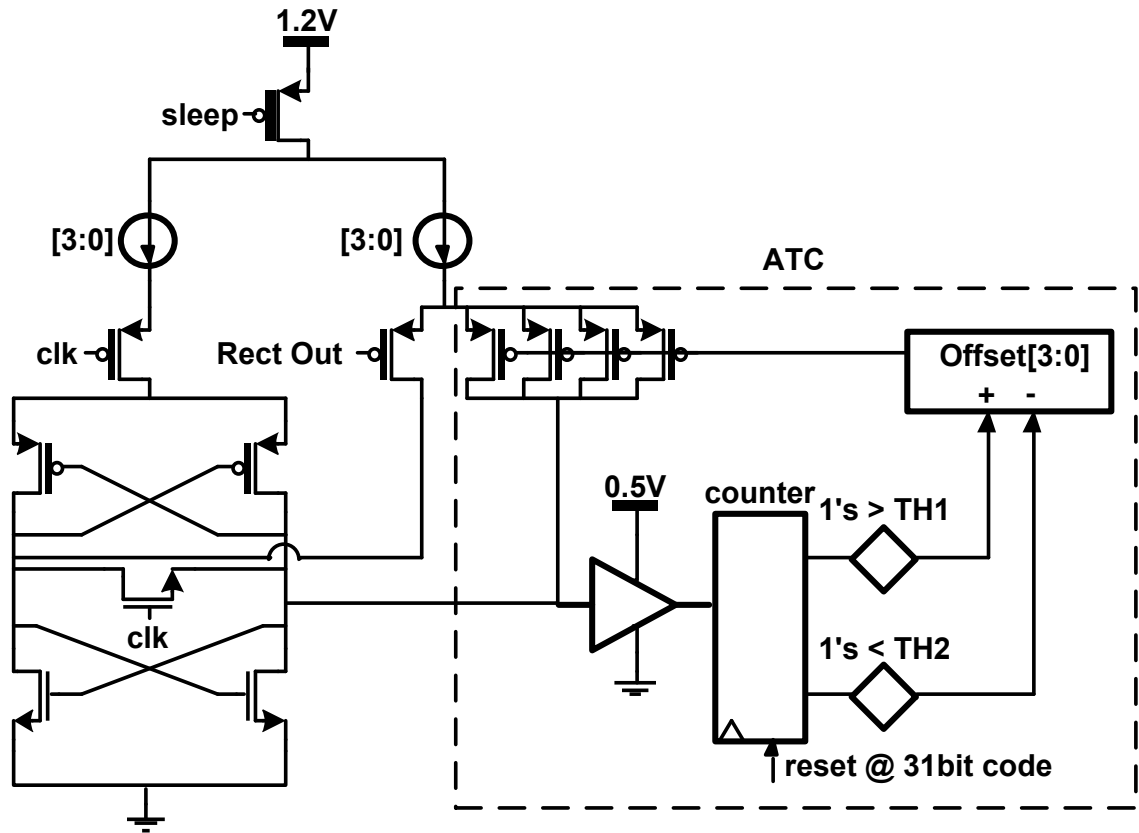 1.2V
sleep
[3:0]
[3:0]
ATC
clk
Rect Out
Offset[3:0]
+ -
0.5V
counter
1's > TH1
clk
1's < TH2
reset @ 31bit code